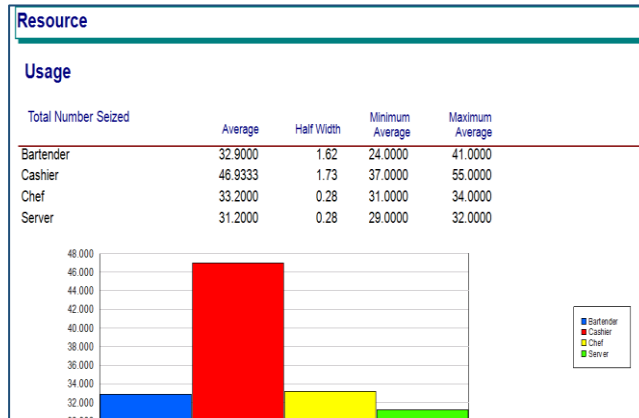 Resource
Usage
Total Number Seized Average Half Width Minimum Average Maximum Average
Bartender 32.9000 1.62 24.0000 41.0000
Cashier 46.9333 1.73 37.0000 55.0000
Chef 33.2000 0.28 31.0000 34.0000
Server 31.2000 0.28 29.0000 32.0000
48.000
46.000
44.000
42.000
40.000
38.000
36.000
34.000
32.000
Bartender
Cashier
Chef
Server